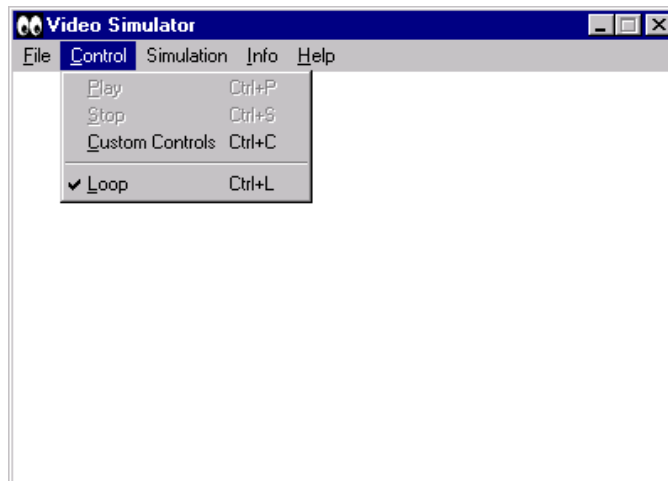 Video Simulator
File Control Simulation Info Help
Play Ctrl+P
Stop Ctrl+S
Custom Controls Ctrl+C
Loop Ctrl+L